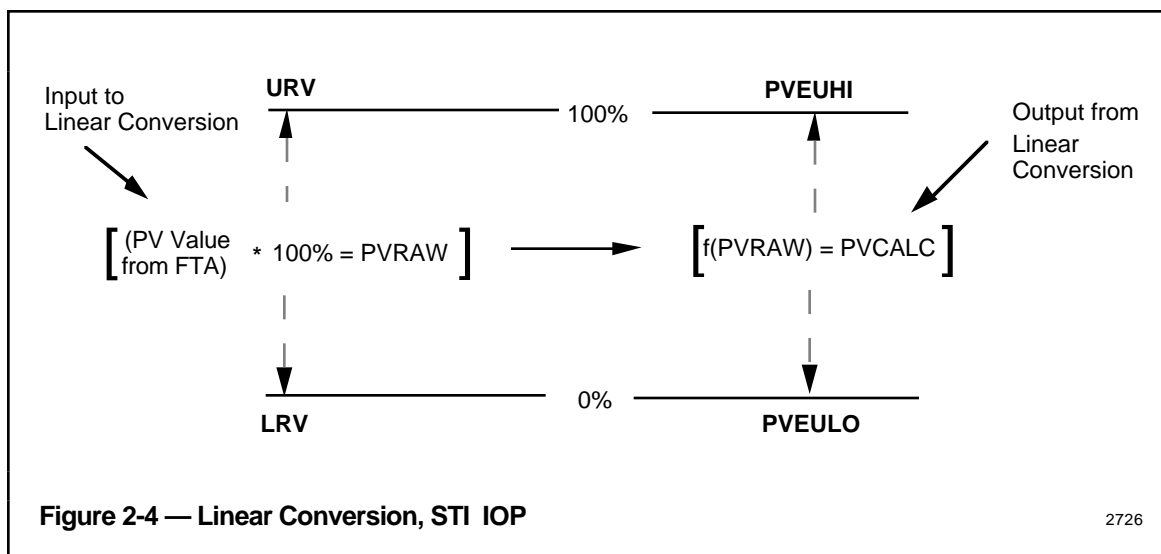 Input to
Linear Conversion
URV
100%
PVEUHI
Output from
Linear
Conversion
[(PV Value
from FTA) * 100% = PVRAW]
[f(PVRAW) = PVCALC]
LRV
0%
PVEULO
Figure 2-4 — Linear Conversion, STI IOP
2726